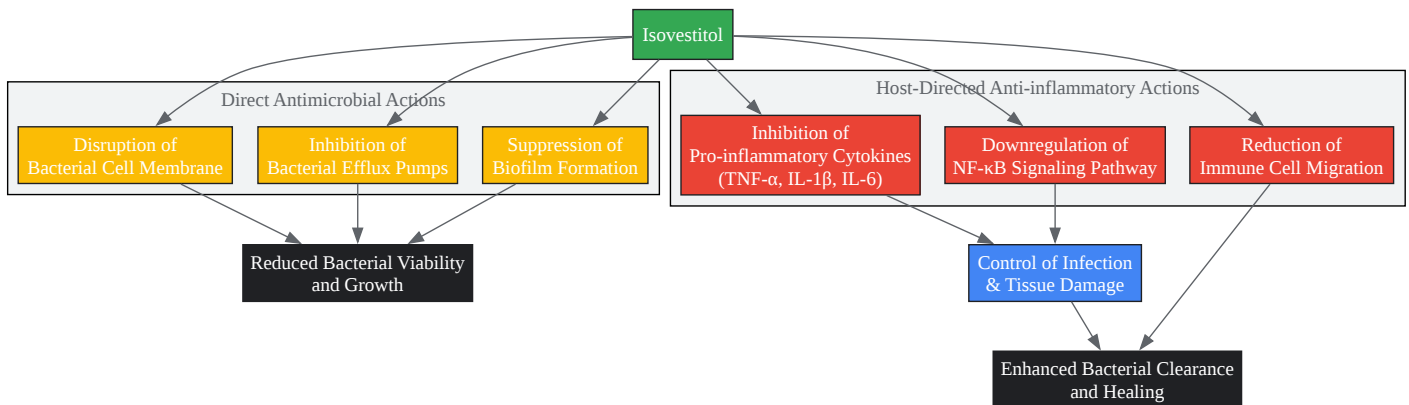 Isovestitol
Direct Antimicrobial Actions
Host-Directed Anti-inflammatory Actions
Disruption of
Bacterial Cell Membrane
Inhibition of
Bacterial Efflux Pumps
Suppression of
Biofilm Formation
Inhibition of
Pro-inflammatory Cytokines
(TNF-α, IL-1β, IL-6)
Downregulation of
NF-κB Signaling Pathway
Reduction of
Immune Cell Migration
Reduced Bacterial Viability
and Growth
Control of Infection
& Tissue Damage
Enhanced Bacterial Clearance
and Healing